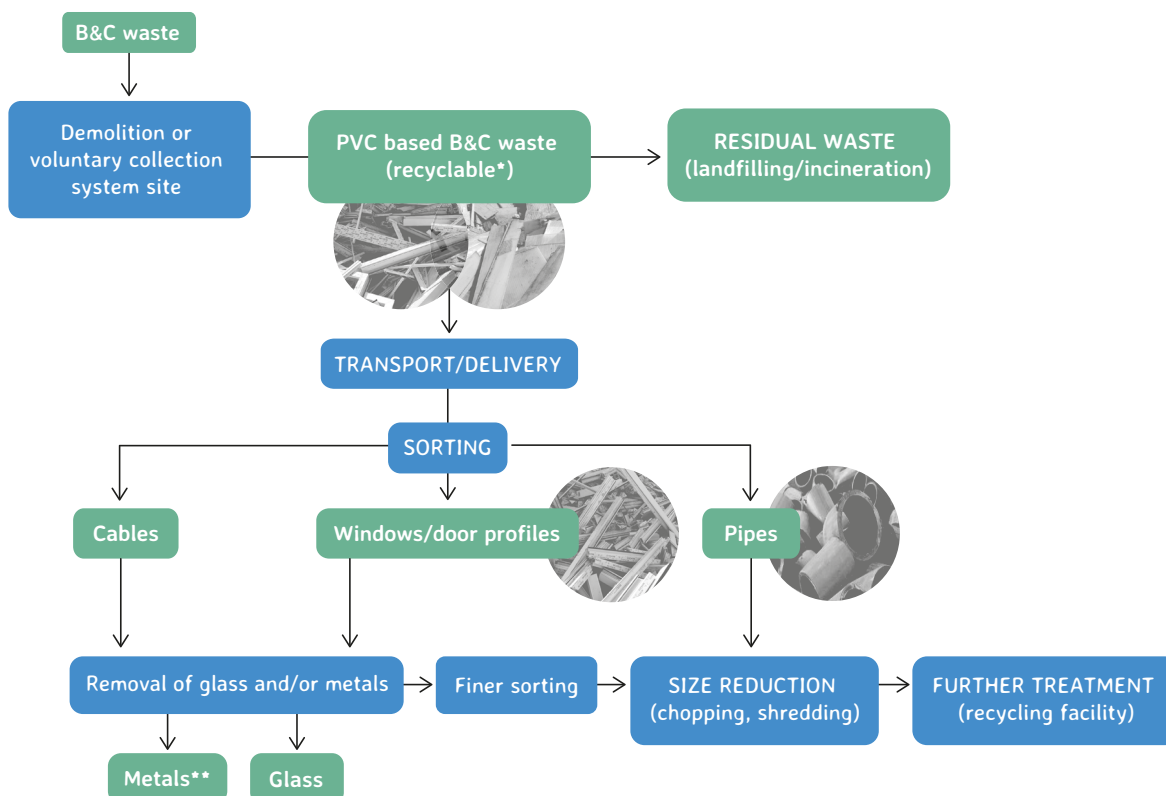 B&C waste
Demolition or
voluntary collection
system site
PVC based B&C waste
(recyclable*)
RESIDUAL WASTE
(landfilling/incineration)
TRANSPORT/DELIVERY
SORTING
Cables
Windows/door profiles
Pipes
Removal of glass and/or metals
Finer sorting
SIZE REDUCTION
(chopping, shredding)
FURTHER TREATMENT
(recycling facility)
Metals**
Glass